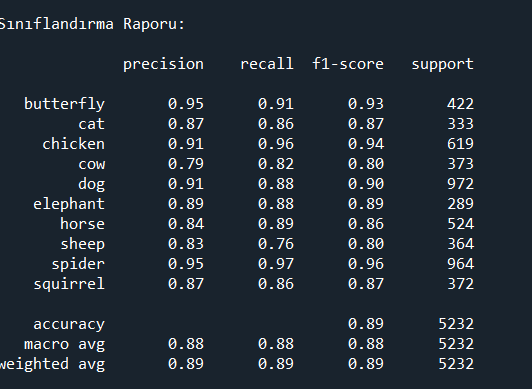 Sınıflandırma Raporu:
precision recall f1-score support
butterfly 0.95 0.91 0.93 422
cat 0.87 0.86 0.87 333
chicken 0.91 0.96 0.94 619
cow 0.79 0.82 0.80 373
dog 0.91 0.88 0.90 972
elephant 0.89 0.88 0.89 289
horse 0.84 0.89 0.86 524
sheep 0.83 0.76 0.80 364
spider 0.95 0.97 0.96 964
squirrel 0.87 0.86 0.87 372
accuracy 0.89 5232
macro avg 0.88 0.88 0.88 5232
weighted avg 0.89 0.89 0.89 5232